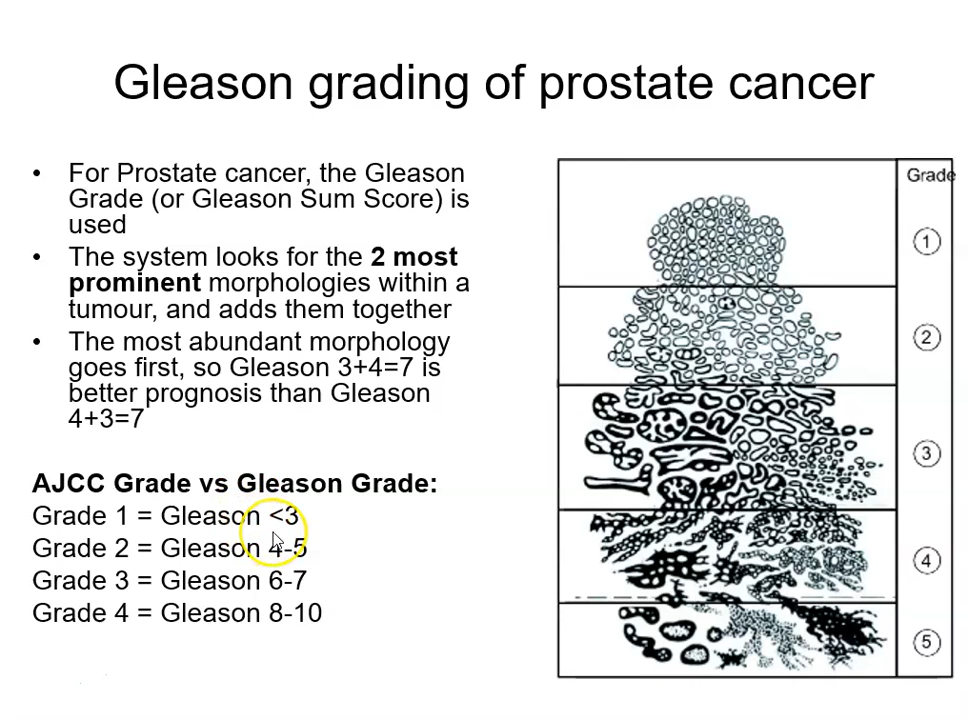 Gleason grading of prostate cancer
• For Prostate cancer, the Gleason
Grade (or Gleason Sum Score) is
used
• The system looks for the 2 most
prominent morphologies within a
tumour, and adds them together
• The most abundant morphology
goes first, so Gleason 3+4=7 is
better prognosis than Gleason
4+3=7
AJCC Grade vs Gleason Grade:
Grade 1 = Gleason <3
Grade 2 = Gleason 4-5
Grade 3 = Gleason 6-7
Grade 4 = Gleason 8-10
Grade
1
2
3
4
5